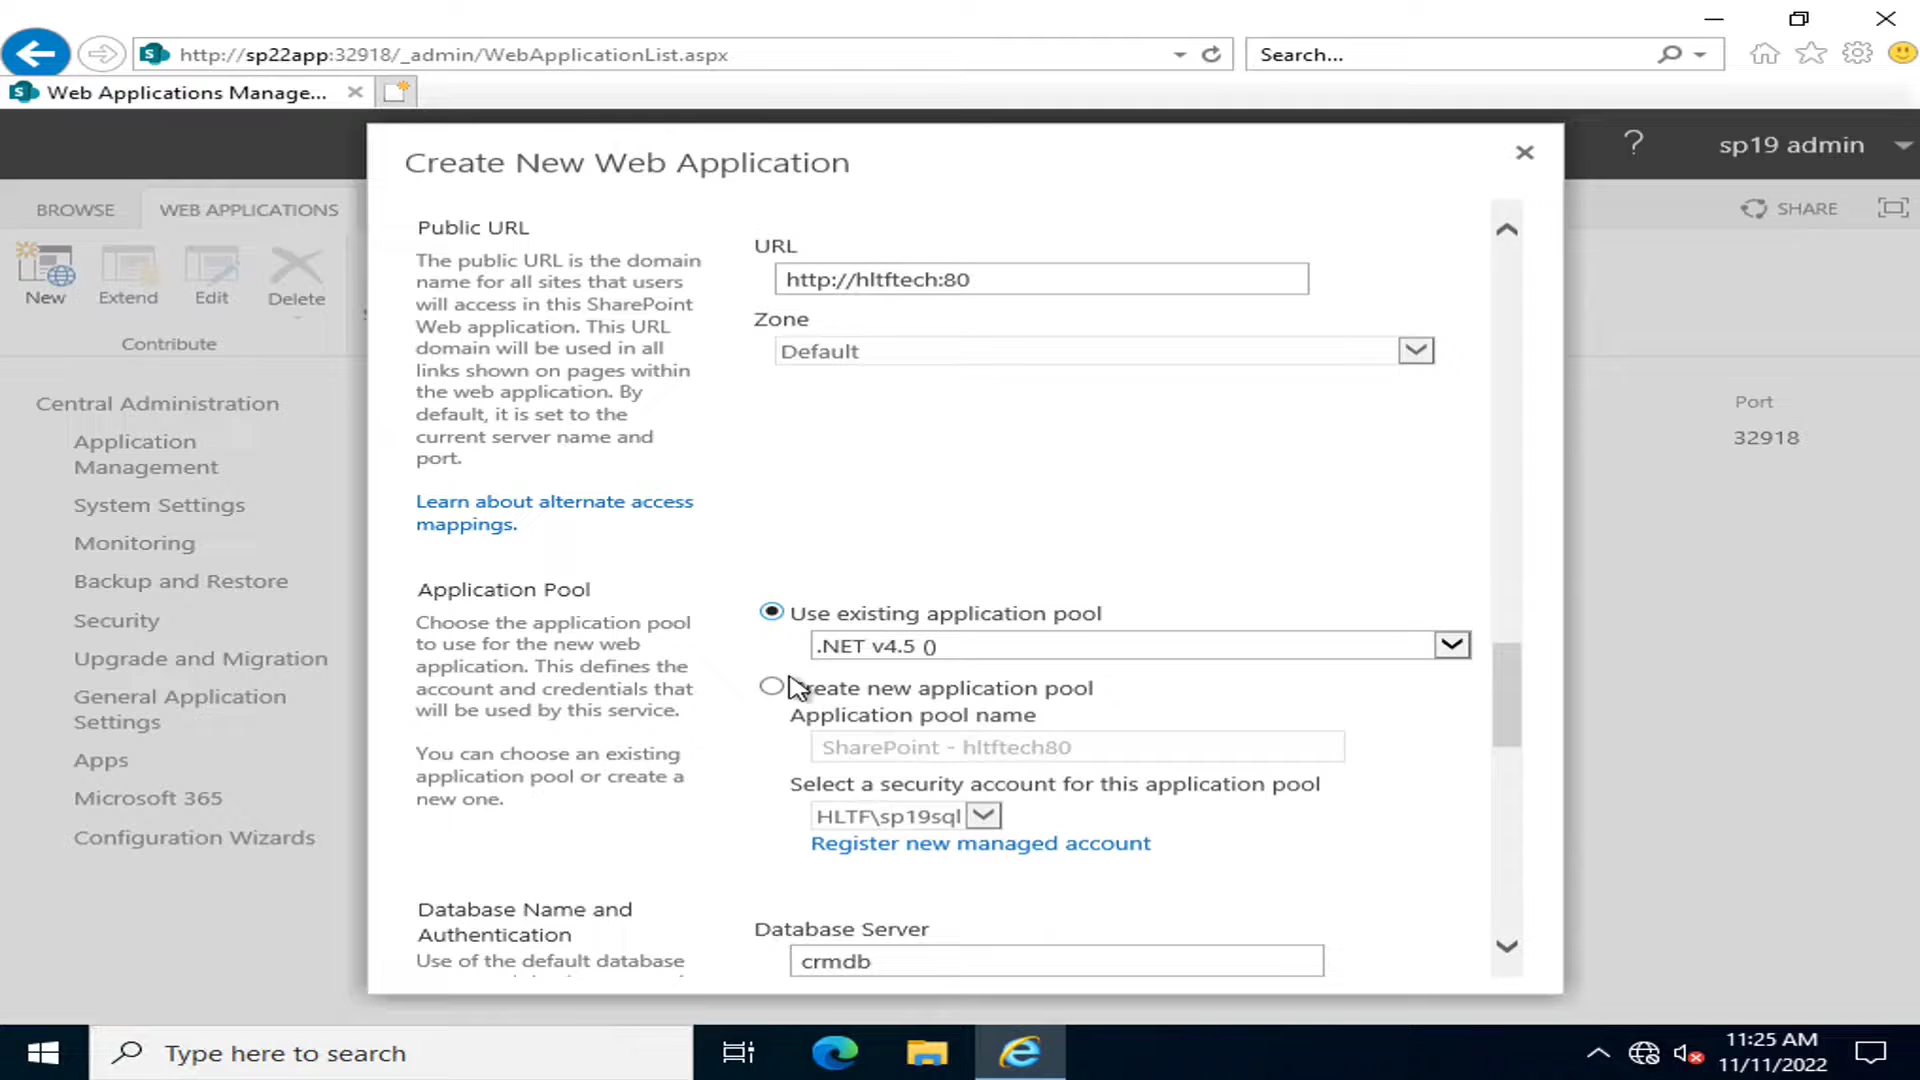 http://sp22app:32918/_admin/WebApplicationList.aspx
Search...
Web Applications Manage...
sp19 admin
BROWSE
WEB APPLICATIONS
SHARE
New
Extend
Edit
Delete
Contribute
Central Administration
Application
Management
System Settings
Monitoring
Backup and Restore
Security
Upgrade and Migration
General Application
Settings
Apps
Microsoft 365
Configuration Wizards
Port
32918
Create New Web Application
Public URL
The public URL is the domain
name for all sites that users
will access in this SharePoint
Web application. This URL
domain will be used in all
links shown on pages within
the web application. By
default, it is set to the
current server name and
port.
Learn about alternate access
mappings.
URL
http://hltftech:80
Zone
Default
Application Pool
Choose the application pool
to use for the new web
application. This defines the
account and credentials that
will be used by this service.
You can choose an existing
application pool or create a
new one.
Use existing application pool
.NET v4.5 ()
Create new application pool
Application pool name
SharePoint - hltftech80
Select a security account for this application pool
HLTF\sp19sql
Register new managed account
Database Name and
Authentication
Use of the default database
Database Server
crmdb
Type here to search
11:25 AM
11/11/2022